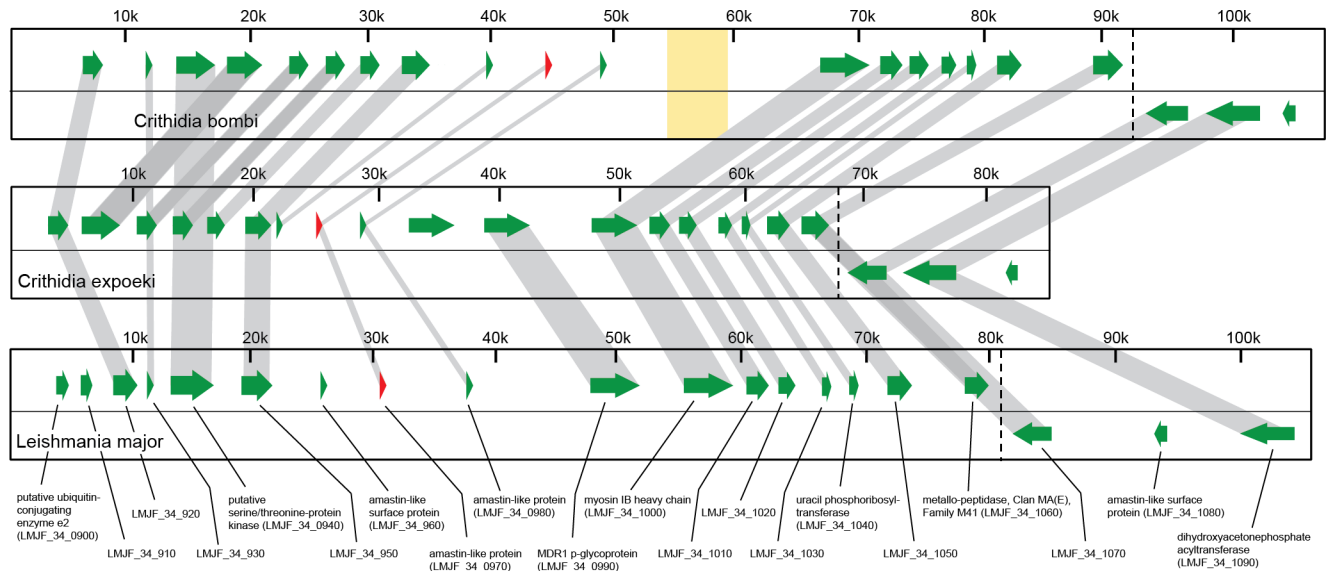 10k 20k 30k 40k 50k 60k 70k 80k 90k 100k
Crithidia bombi
10k 20k 30k 40k 50k 60k 70k 80k
Crithidia expoeki
10k 20k 30k 40k 50k 60k 70k 80k 90k 100k
Leishmania major
putative ubiquitin-
conjugating
enzyme e2
(LMJF_34_0900)
LMJF_34_910
LMJF_34_920
LMJF_34_930
putative
serine/threonine-protein
kinase (LMJF_34_0940)
LMJF_34_950
amastin-like
surface protein
(LMJF_34_960)
amastin-like protein
(LMJF_34_0970)
amastin-like protein
(LMJF_34_0980)
MDR1 p-glycoprotein
(LMJF_34_0990)
myosin IB heavy chain
(LMJF_34_1000)
LMJF_34_1010
LMJF_34_1020
LMJF_34_1030
uracil phosphoribosyl-
transferase
(LMJF_34_1040)
LMJF_34_1050
metallo-peptidase, Clan MA(E),
Family M41 (LMJF_34_1060)
LMJF_34_1070
amastin-like surface
protein (LMJF_34_1080)
dihydroxyacetonephosphate
acyltransferase
(LMJF_34_1090)